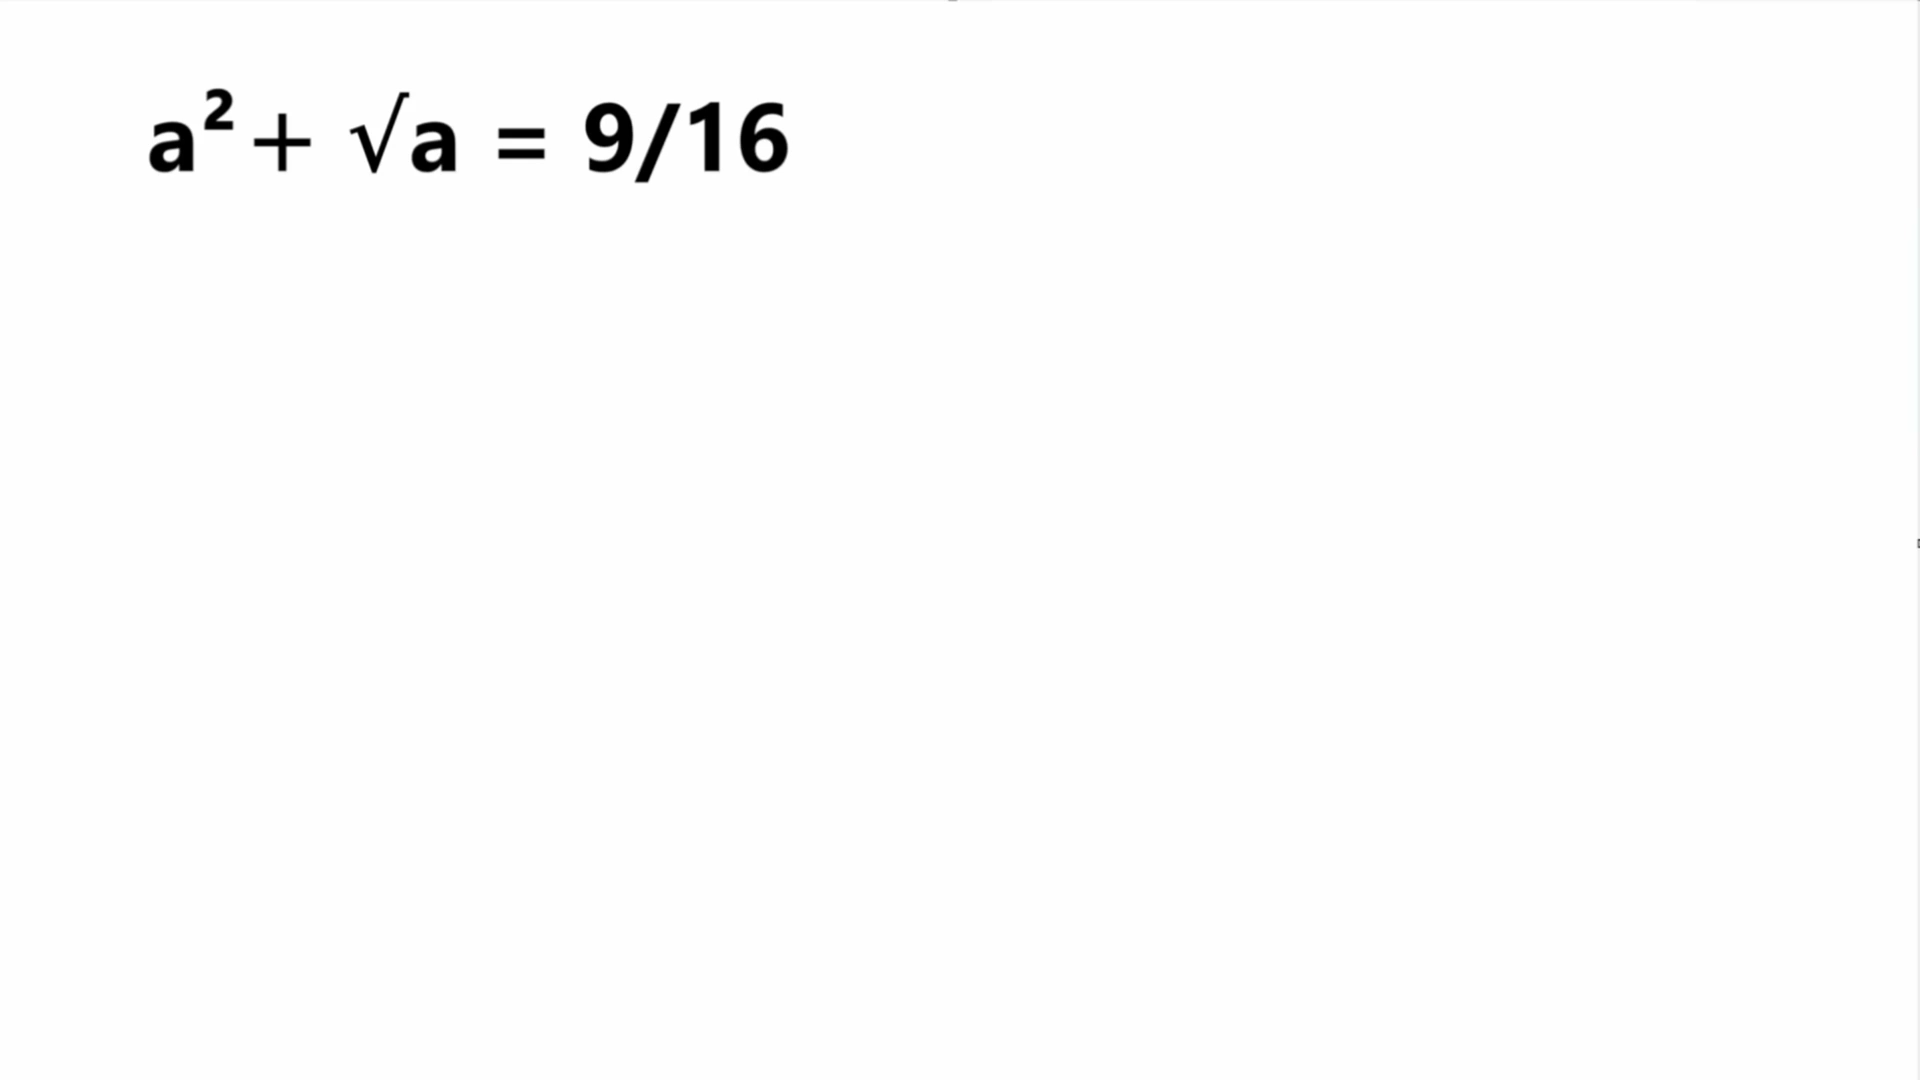 a² + √a = 9/16